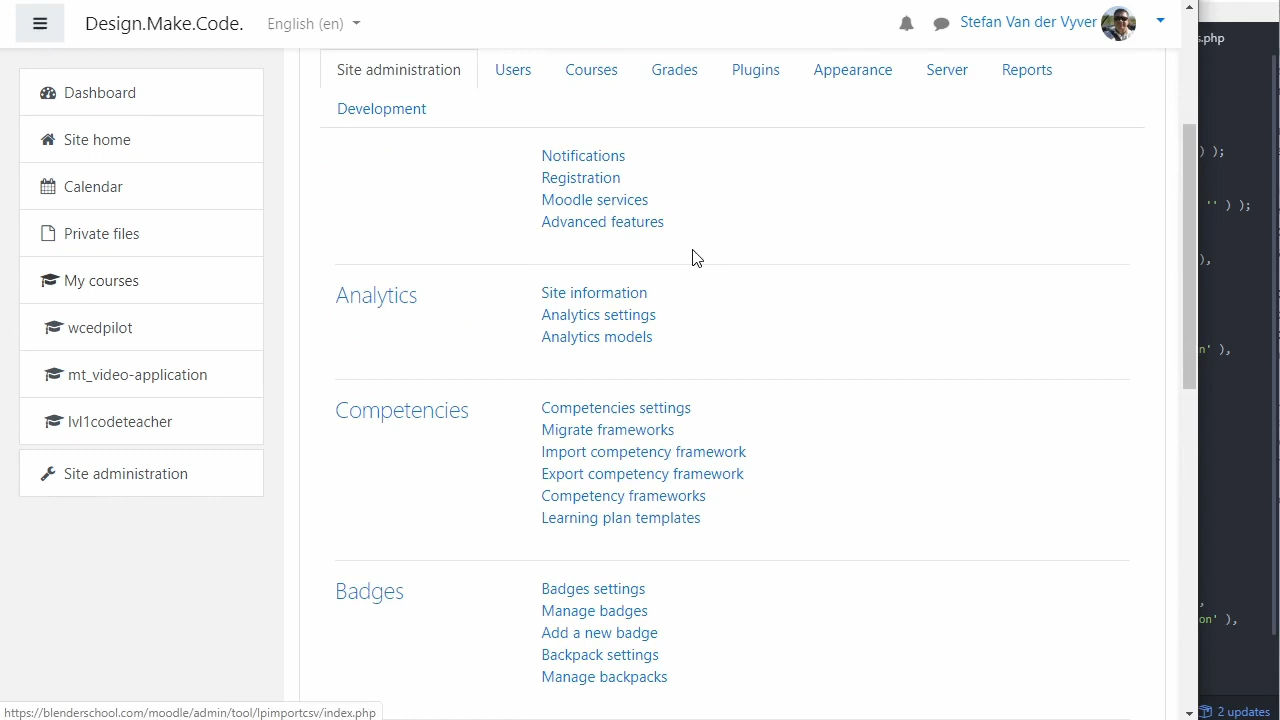 Design.Make.Code.
English (en)
Stefan Van der Vyver
s.php
Dashboard
Site home
Calendar
Private files
My courses
wcedpilot
mt_video-application
lvl1codeteacher
Site administration
Site administration Users Courses Grades Plugins Appearance Server Reports
Development
Notifications
Registration
Moodle services
Advanced features
Analytics
Site information
Analytics settings
Analytics models
Competencies
Competencies settings
Migrate frameworks
Import competency framework
Export competency framework
Competency frameworks
Learning plan templates
Badges
Badges settings
Manage badges
Add a new badge
Backpack settings
Manage backpacks
) );
'' ) );
),
n' ),
,
on' ),
https://blenderschool.com/moodle/admin/tool/lpimportcsv/index.php
2 updates